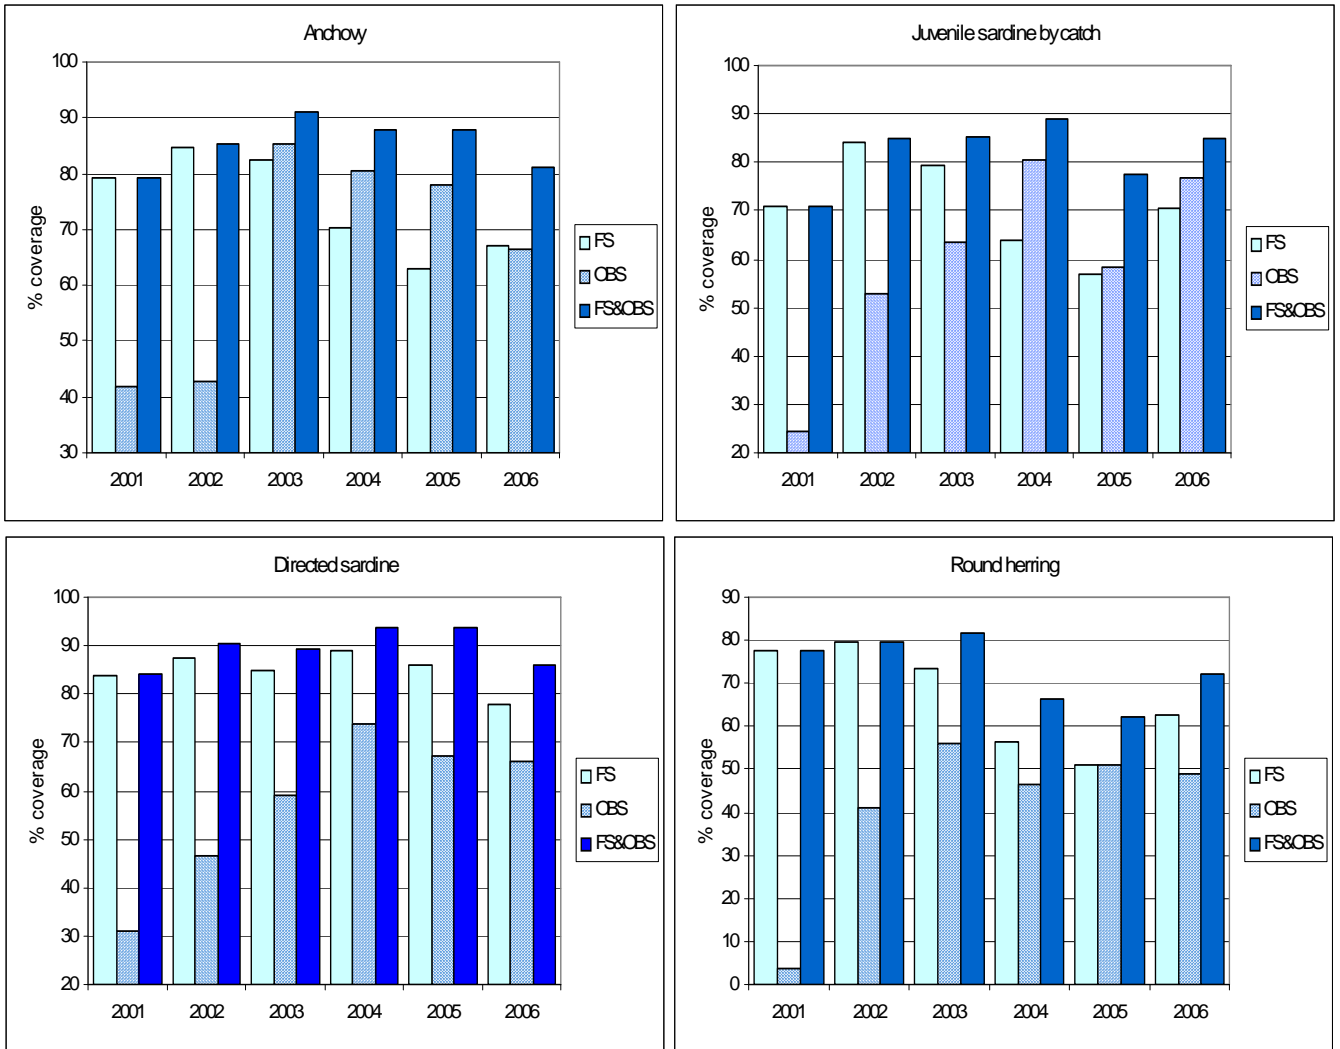 Anchovy
100
90
80
70
60
50
40
30
% coverage
2001 2002 2003 2004 2005 2006
FS
OBS
FS&OBS
Juvenile sardine by catch
100
90
80
70
60
50
40
30
20
% coverage
2001 2002 2003 2004 2005 2006
FS
OBS
FS&OBS
Directed sardine
100
90
80
70
60
50
40
30
20
% coverage
2001 2002 2003 2004 2005 2006
FS
OBS
FS&OBS
Round herring
90
80
70
60
50
40
30
20
10
0
% coverage
2001 2002 2003 2004 2005 2006
FS
OBS
FS&OBS